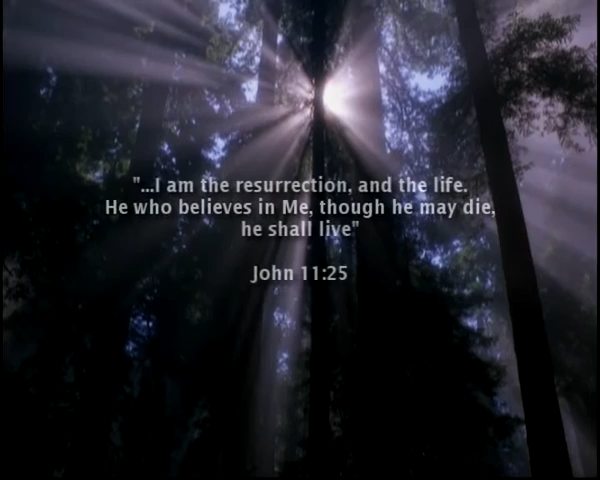 "...I am the resurrection, and the life.
He who believes in Me, though he may die,
he shall live"
John 11:25